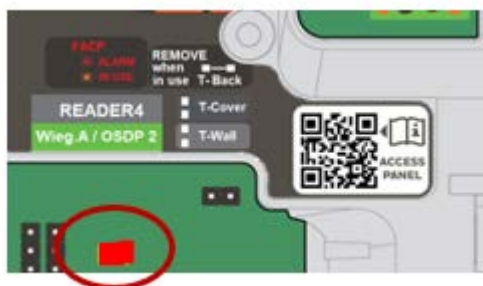 FACP
ALARM
IN USE
REMOVE
when
in use T-Back
READER4
T-Cover
Wieg.A / OSDP 2
T-Wall
ACCESS
PANEL